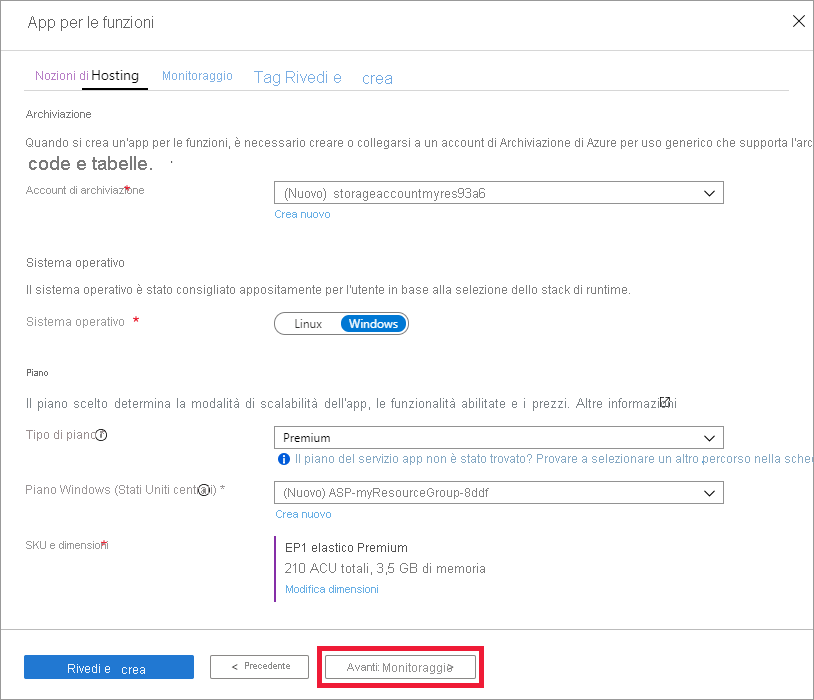 App per le funzioni
Nozioni di Hosting Monitoraggio Tag Rivedi e crea
Archiviazione
Quando si crea un'app per le funzioni, è necessario creare o collegarsi a un account di Archiviazione di Azure per uso generico che supporta l'arc
code e tabelle.
Account di archiviazione * (Nuovo) storageaccountmyres93a6
Crea nuovo
Sistema operativo
Il sistema operativo è stato consigliato appositamente per l'utente in base alla selezione dello stack di runtime.
Sistema operativo * Linux Windows
Piano
Il piano scelto determina la modalità di scalabilità dell'app, le funzionalità abilitate e i prezzi. Altre informazioni
Tipo di piano Premium
Il piano del servizio app non è stato trovato? Provare a selezionare un altro percorso nella sche
Piano Windows (Stati Uniti centrali) * (Nuovo) ASP-myResourceGroup-8ddf
Crea nuovo
SKU e dimensioni * EP1 elastico Premium
210 ACU totali, 3,5 GB di memoria
Modifica dimensioni
Rivedi e crea < Precedente Avanti: Monitoraggio >